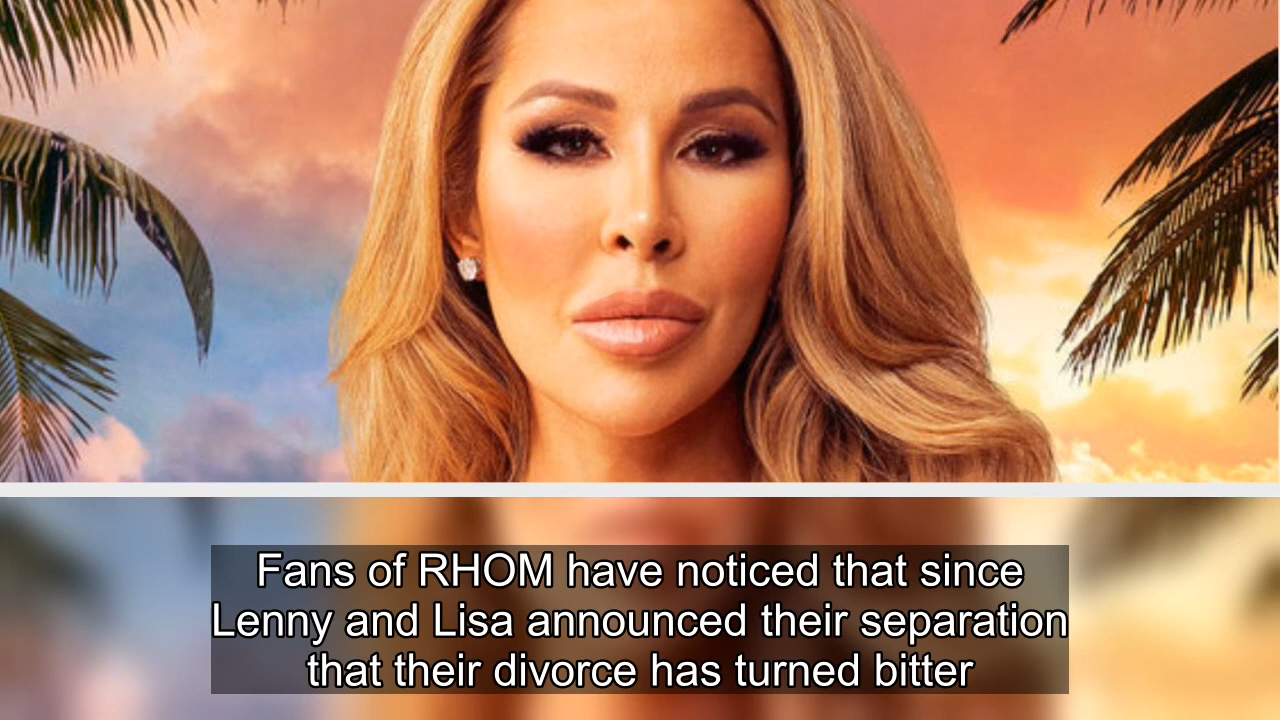 Fans of RHOM have noticed that since
Lenny and Lisa announced their separation
that their divorce has turned bitter